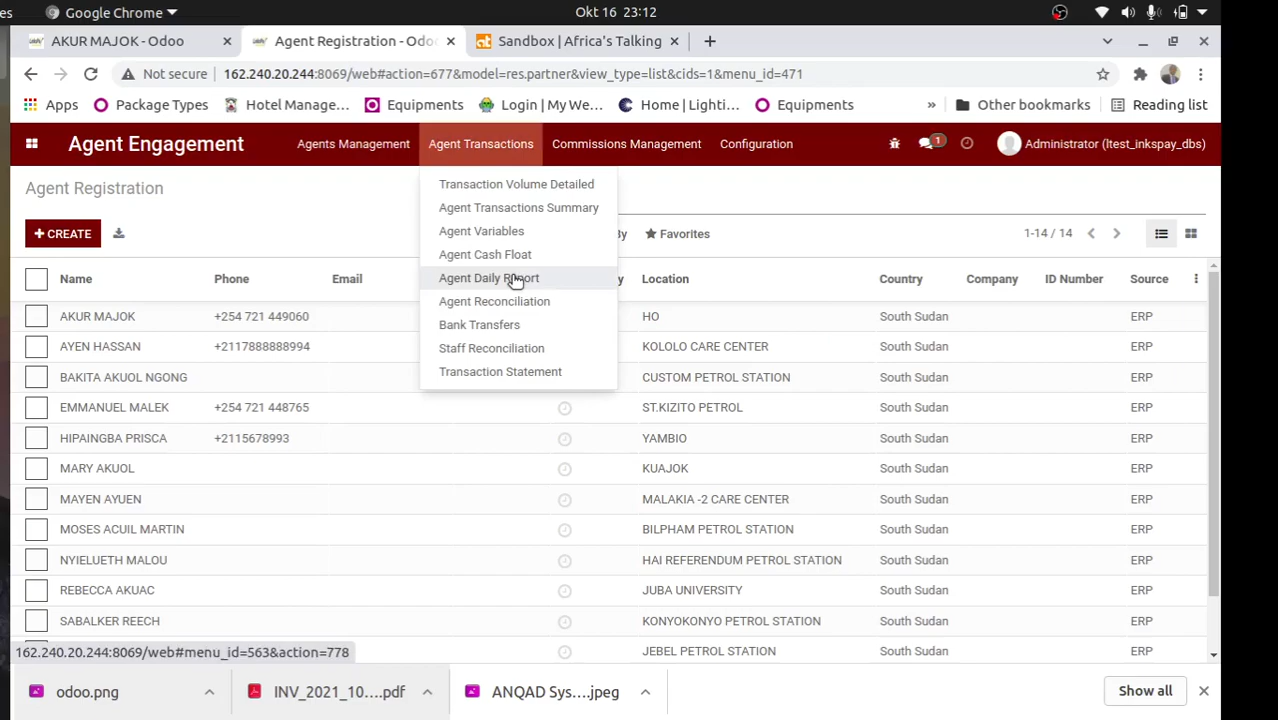 es Google Chrome Okt 16 23:12
AKUR MAJOK - Odoo Agent Registration - Odoo Sandbox | Africa's Talking
Not secure 162.240.20.244:8069/web#action=677&model=res.partner&view_type=list&cids=1&menu_id=471
Apps Package Types Hotel Manage... Equipments Login | My We... Home | Lighti... Equipments » Other bookmarks Reading list
Agent Engagement Agents Management Agent Transactions Commissions Management Configuration 1 Administrator (ltest_inkspay_dbs)
Agent Registration
Transaction Volume Detailed
Agent Transactions Summary
Agent Variables
Agent Cash Float
Agent Daily Report
Agent Reconciliation
Bank Transfers
Staff Reconciliation
Transaction Statement
+ CREATE By Favorites 1-14 / 14
Name Phone Email y Location Country Company ID Number Source
AKUR MAJOK +254 721 449060 HO South Sudan ERP
AYEN HASSAN +2117888888994 KOLOLO CARE CENTER South Sudan ERP
BAKITA AKUOL NGONG CUSTOM PETROL STATION South Sudan ERP
EMMANUEL MALEK +254 721 448765 ST.KIZITO PETROL South Sudan ERP
HIPAINGBA PRISCA +2115678993 YAMBIO South Sudan ERP
MARY AKUOL KUAJOK South Sudan ERP
MAYEN AYUEN MALAKIA -2 CARE CENTER South Sudan ERP
MOSES ACUIL MARTIN BILPHAM PETROL STATION South Sudan ERP
NYIELUETH MALOU HAI REFERENDUM PETROL STATION South Sudan ERP
REBECCA AKUAC JUBA UNIVERSITY South Sudan ERP
SABALKER REECH KONYOKONYO PETROL STATION South Sudan ERP
JEBEL PETROL STATION South Sudan ERP
162.240.20.244:8069/web#menu_id=563&action=778
odoo.png INV_2021_10....pdf ANQAD Sys....jpeg Show all